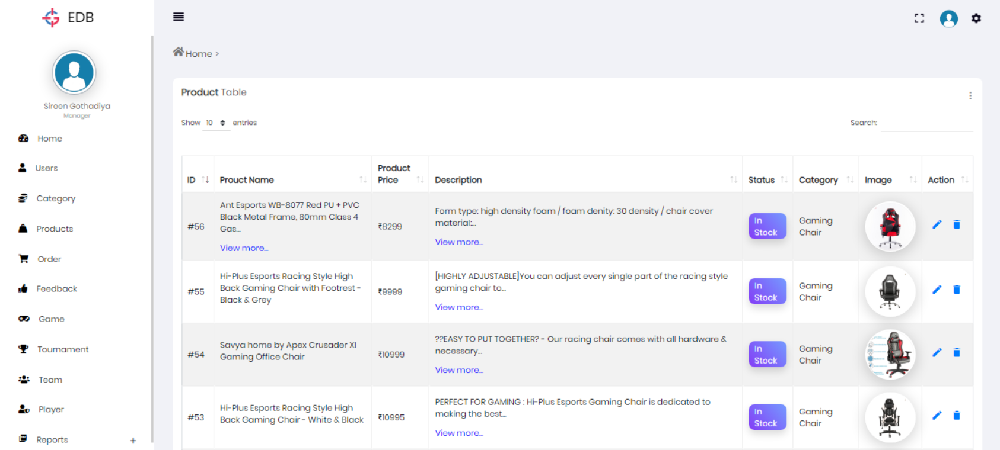 EDB
Home >
Sireen Gothadiya
Manager
Home
Users
Category
Products
Order
Feedback
Game
Tournament
Team
Player
Reports +
Product Table
Show 10 entries
Search:
ID
Prouct Name
Product
Price
Description
Status
Category
Image
Action
#56
Ant Esports WB-8077 Red PU + PVC
Black Metal Frame, 80mm Class 4
Gas...
View more...
₹8299
Form type: high density foam / foam denity: 30 density / chair cover
material:...
View more...
In
Stock
Gaming
Chair
#55
Hi-Plus Esports Racing Style High
Back Gaming Chair with Footrest -
Black & Grey
₹9999
[HIGHLY ADJUSTABLE]You can adjust every single part of the racing style
gaming chair to...
View more...
In
Stock
Gaming
Chair
#54
Savya home by Apex Crusader XI
Gaming Office Chair
₹10999
??EASY TO PUT TOGETHER? - Our racing chair comes with all hardware &
necessary...
View more...
In
Stock
Gaming
Chair
#53
Hi-Plus Esports Racing Style High
Back Gaming Chair - White & Black
₹10995
PERFECT FOR GAMING : Hi-Plus Esports Gaming Chair is dedicated to
making the best...
View more...
In
Stock
Gaming
Chair